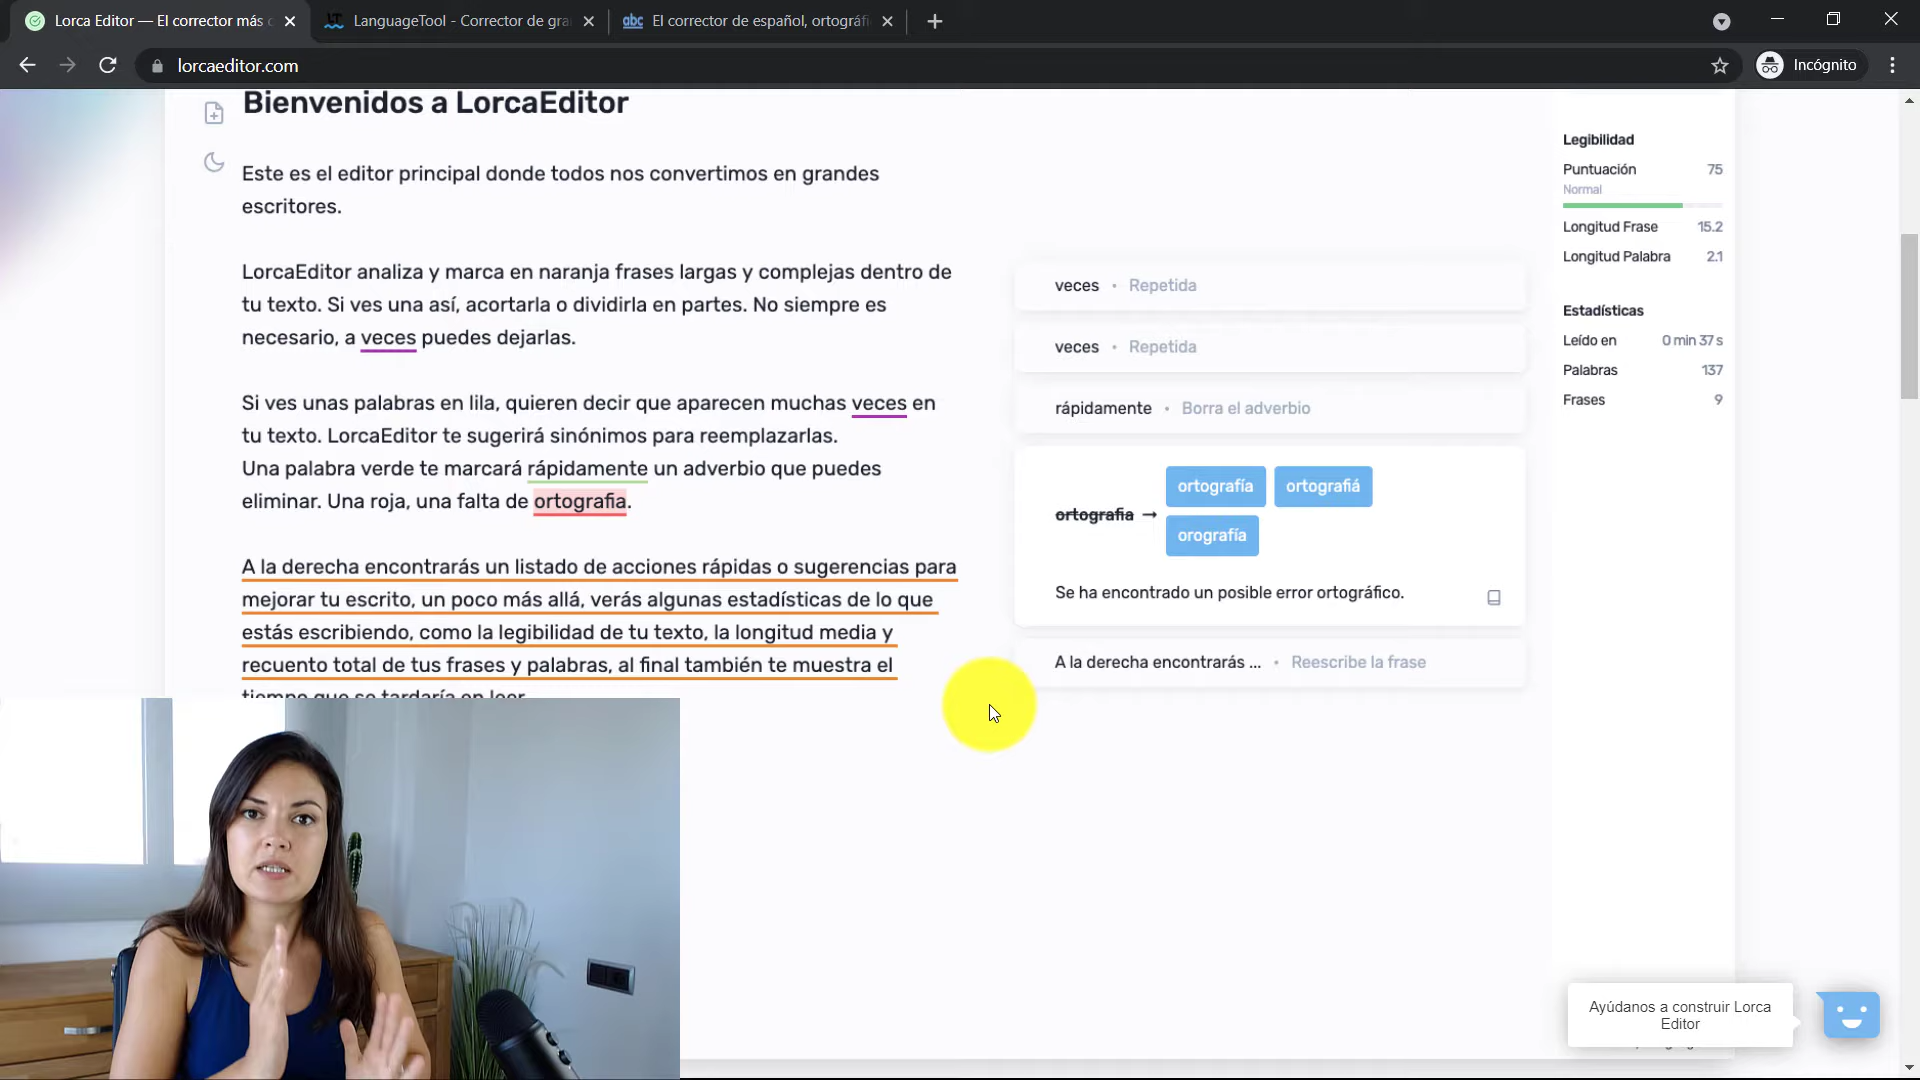 Lorca Editor — El corrector más
LanguageTool - Corrector de gra
abc El corrector de español, ortográfi
lorcaeditor.com
Incógnito
Bienvenidos a LorcaEditor
Este es el editor principal donde todos nos convertimos en grandes
escritores.
LorcaEditor analiza y marca en naranja frases largas y complejas dentro de
tu texto. Si ves una así, acortarla o dividirla en partes. No siempre es
necesario, a veces puedes dejarlas.
Si ves unas palabras en lila, quieren decir que aparecen muchas veces en
tu texto. LorcaEditor te sugerirá sinónimos para reemplazarlas.
Una palabra verde te marcará rápidamente un adverbio que puedes
eliminar. Una roja, una falta de ortografia.
A la derecha encontrarás un listado de acciones rápidas o sugerencias para
mejorar tu escrito, un poco más allá, verás algunas estadísticas de lo que
estás escribiendo, como la legibilidad de tu texto, la longitud media y
recuento total de tus frases y palabras, al final también te muestra el
tiempo que se tardaría en leer.
veces • Repetida
veces • Repetida
rápidamente • Borra el adverbio
ortografía ortografiá
ortografia →
orografía
Se ha encontrado un posible error ortográfico.
A la derecha encontrarás ... • Reescribe la frase
Legibilidad
Puntuación 75
Normal
Longitud Frase 15.2
Longitud Palabra 2.1
Estadísticas
Leído en 0 min 37 s
Palabras 137
Frases 9
Ayúdanos a construir Lorca
Editor